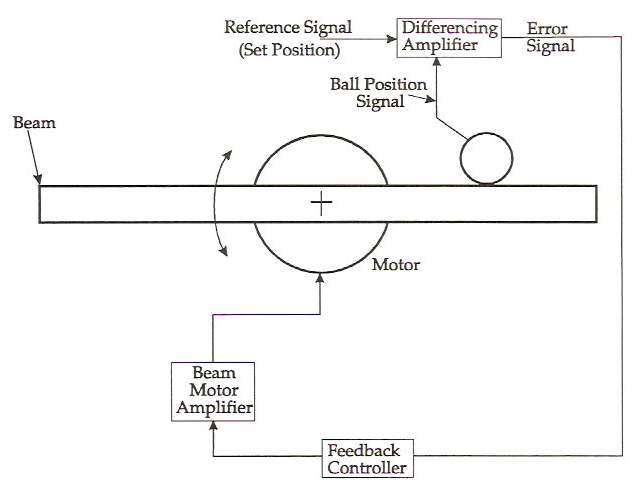 Reference Signal
(Set Position)
Differencing
Amplifier
Error
Signal
Ball Position
Signal
Beam
Motor
Beam
Motor
Amplifier
Feedback
Controller